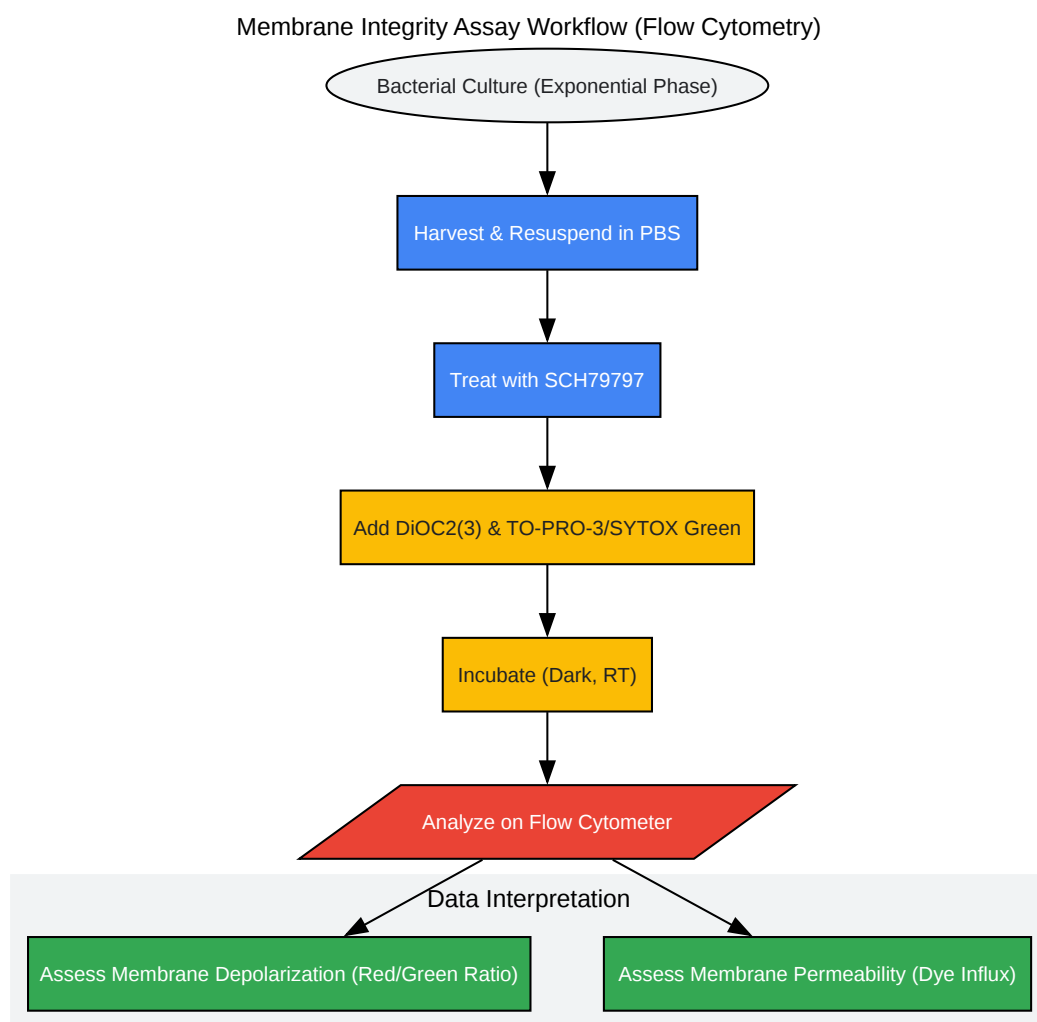 Membrane Integrity Assay Workflow (Flow Cytometry)
Bacterial Culture (Exponential Phase)
Harvest & Resuspend in PBS
Treat with SCH79797
Add DiOC2(3) & TO-PRO-3/SYTOX Green
Incubate (Dark, RT)
Analyze on Flow Cytometer
Data Interpretation
Assess Membrane Depolarization (Red/Green Ratio)
Assess Membrane Permeability (Dye Influx)